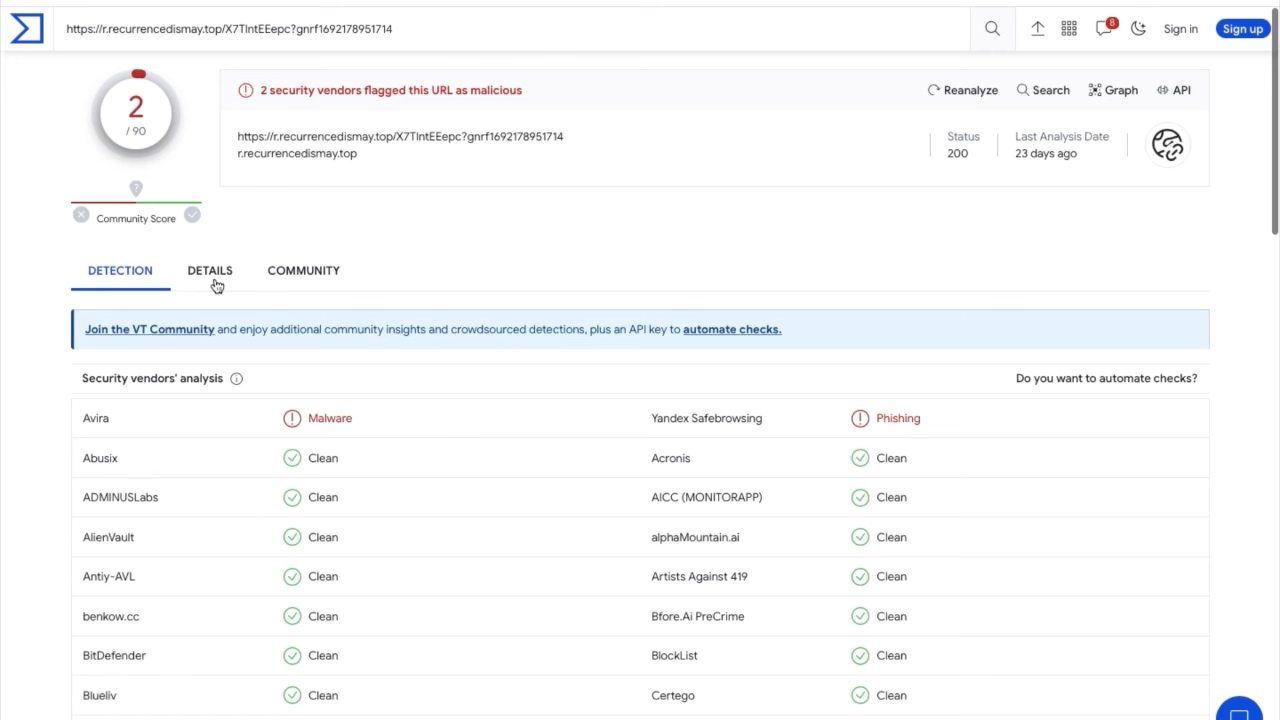 https://r.recurrencedismay.top/X7TlntEEepc?gnrf1692178951714
8
Sign in
Sign up
2
/ 90
Community Score
2 security vendors flagged this URL as malicious
Reanalyze
Search
Graph
API
https://r.recurrencedismay.top/X7TlntEEepc?gnrf1692178951714
r.recurrencedismay.top
Status
200
Last Analysis Date
23 days ago
DETECTION
DETAILS
COMMUNITY
Join the VT Community and enjoy additional community insights and crowdsourced detections, plus an API key to automate checks.
Security vendors' analysis
Do you want to automate checks?
Avira Malware Yandex Safebrowsing Phishing
Abusix Clean Acronis Clean
ADMINUSLabs Clean AICC (MONITORAPP) Clean
AlienVault Clean alphaMountain.ai Clean
Antiy-AVL Clean Artists Against 419 Clean
benkow.cc Clean Bfore.Ai PreCrime Clean
BitDefender Clean BlockList Clean
Blueliv Clean Certego Clean